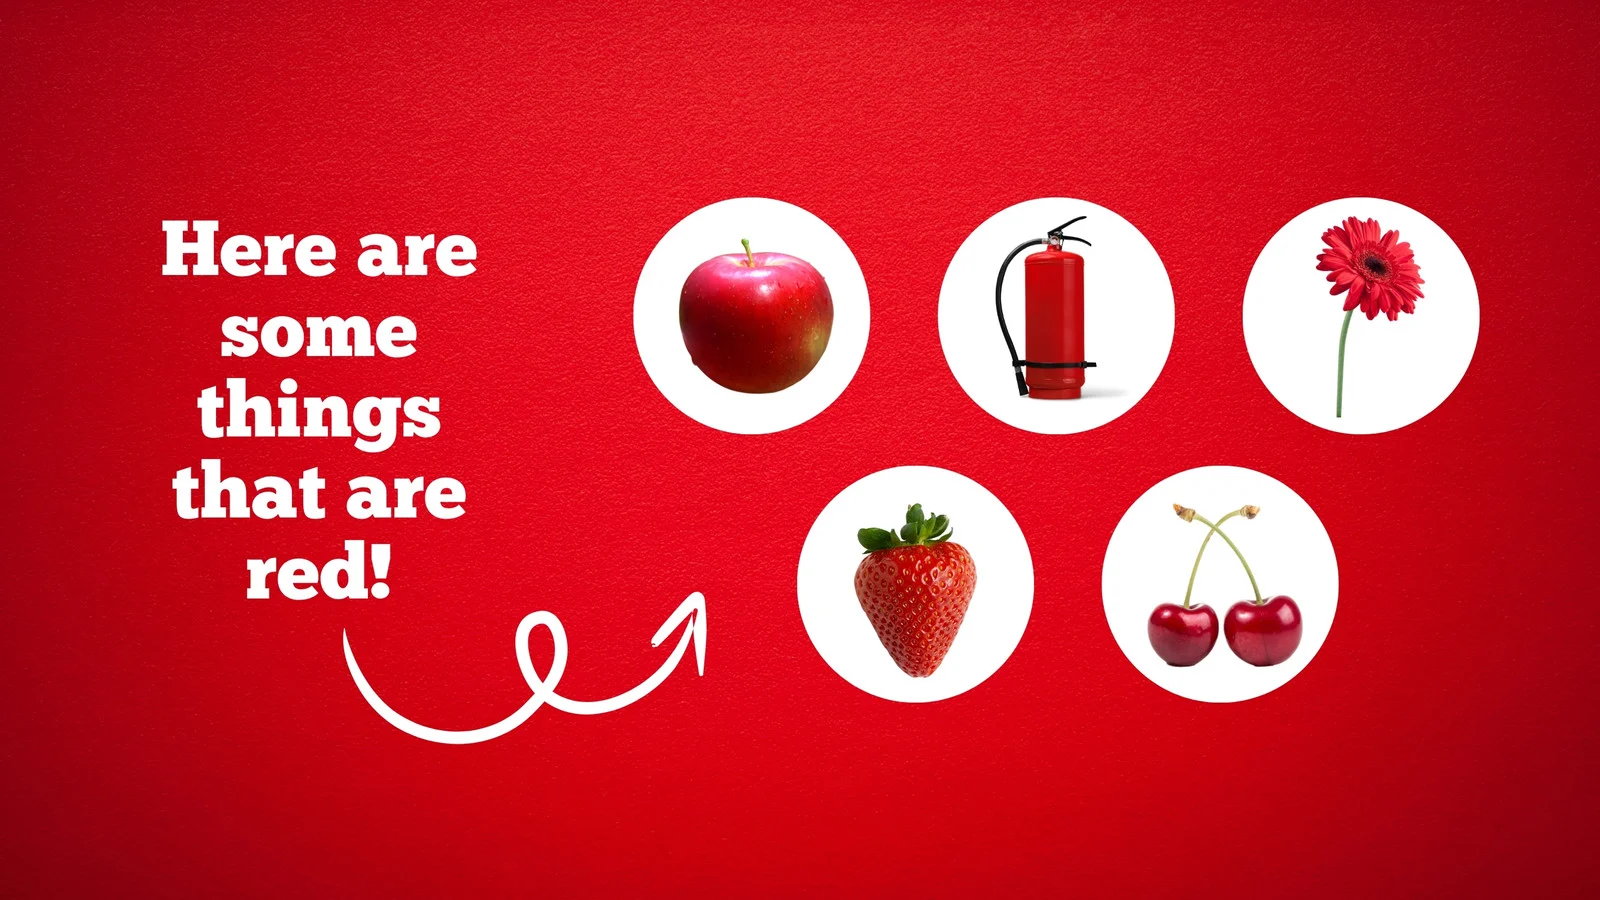 Here are
some
things
that are
red!